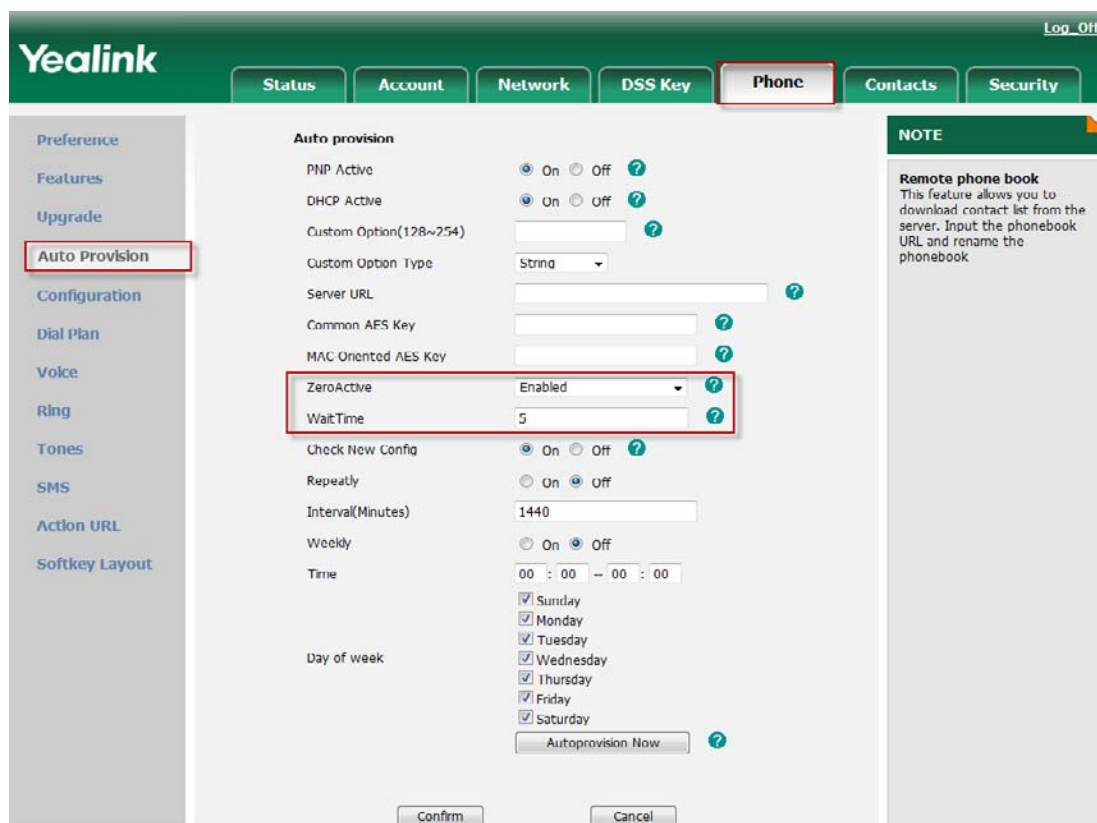 Log_Off
Yealink
Status Account Network DSS Key Phone Contacts Security
Preference
Features
Upgrade
Auto Provision
Configuration
Dial Plan
Voice
Ring
Tones
SMS
Action URL
Softkey Layout
Auto provision
PNP Active On Off ?
DHCP Active On Off ?
Custom Option(128~254) ?
Custom Option Type String
Server URL ?
Common AES Key ?
MAC-Oriented AES Key ?
ZeroActive Enabled ?
WaitTime 5 ?
Check New Config On Off ?
Repeatly On Off
Interval(Minutes) 1440
Weekly On Off
Time 00 : 00 -- 00 : 00
Day of week
Sunday
Monday
Tuesday
Wednesday
Thursday
Friday
Saturday
Autoprovision Now ?
Confirm Cancel
NOTE
Remote phone book
This feature allows you to
download contact list from the
server. Input the phonebook
URL and rename the
phonebook